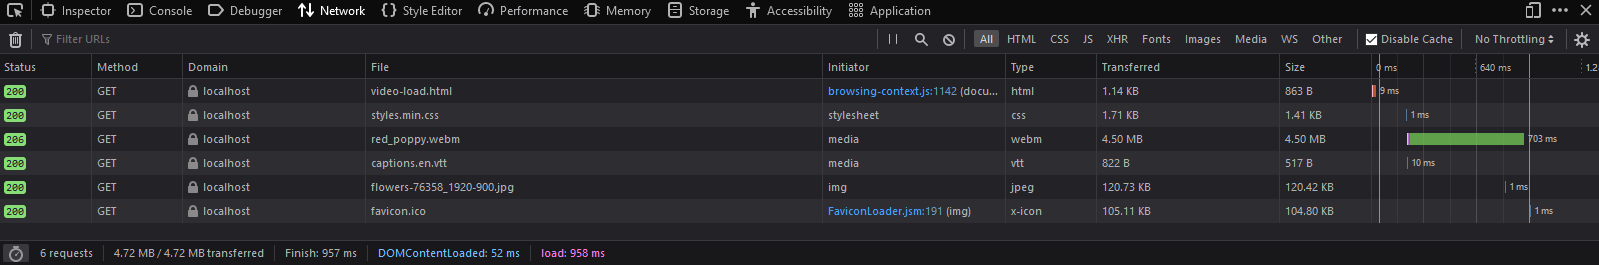 Inspector Console Debugger Network {} Style Editor Performance Memory Storage Accessibility Application
Filter URLs All HTML CSS JS XHR Fonts Images Media WS Other Disable Cache No Throttling
Status Method Domain File Initiator Type Transferred Size 0 ms 640 ms 1.2
200 GET localhost video-load.html browsing-context.js:1142 (docu... html 1.14 KB 863 B 9 ms
200 GET localhost styles.min.css stylesheet css 1.71 KB 1.41 KB 1 ms
206 GET localhost red_poppy.webm media webm 4.50 MB 4.50 MB 703 ms
200 GET localhost captions.en.vtt media vtt 822 B 517 B 10 ms
200 GET localhost flowers-76358_1920-900.jpg img jpeg 120.73 KB 120.42 KB 1 ms
200 GET localhost favicon.ico FaviconLoader.jsm:191 (img) x-icon 105.11 KB 104.80 KB 1 ms
6 requests 4.72 MB / 4.72 MB transferred Finish: 957 ms DOMContentLoaded: 52 ms load: 958 ms